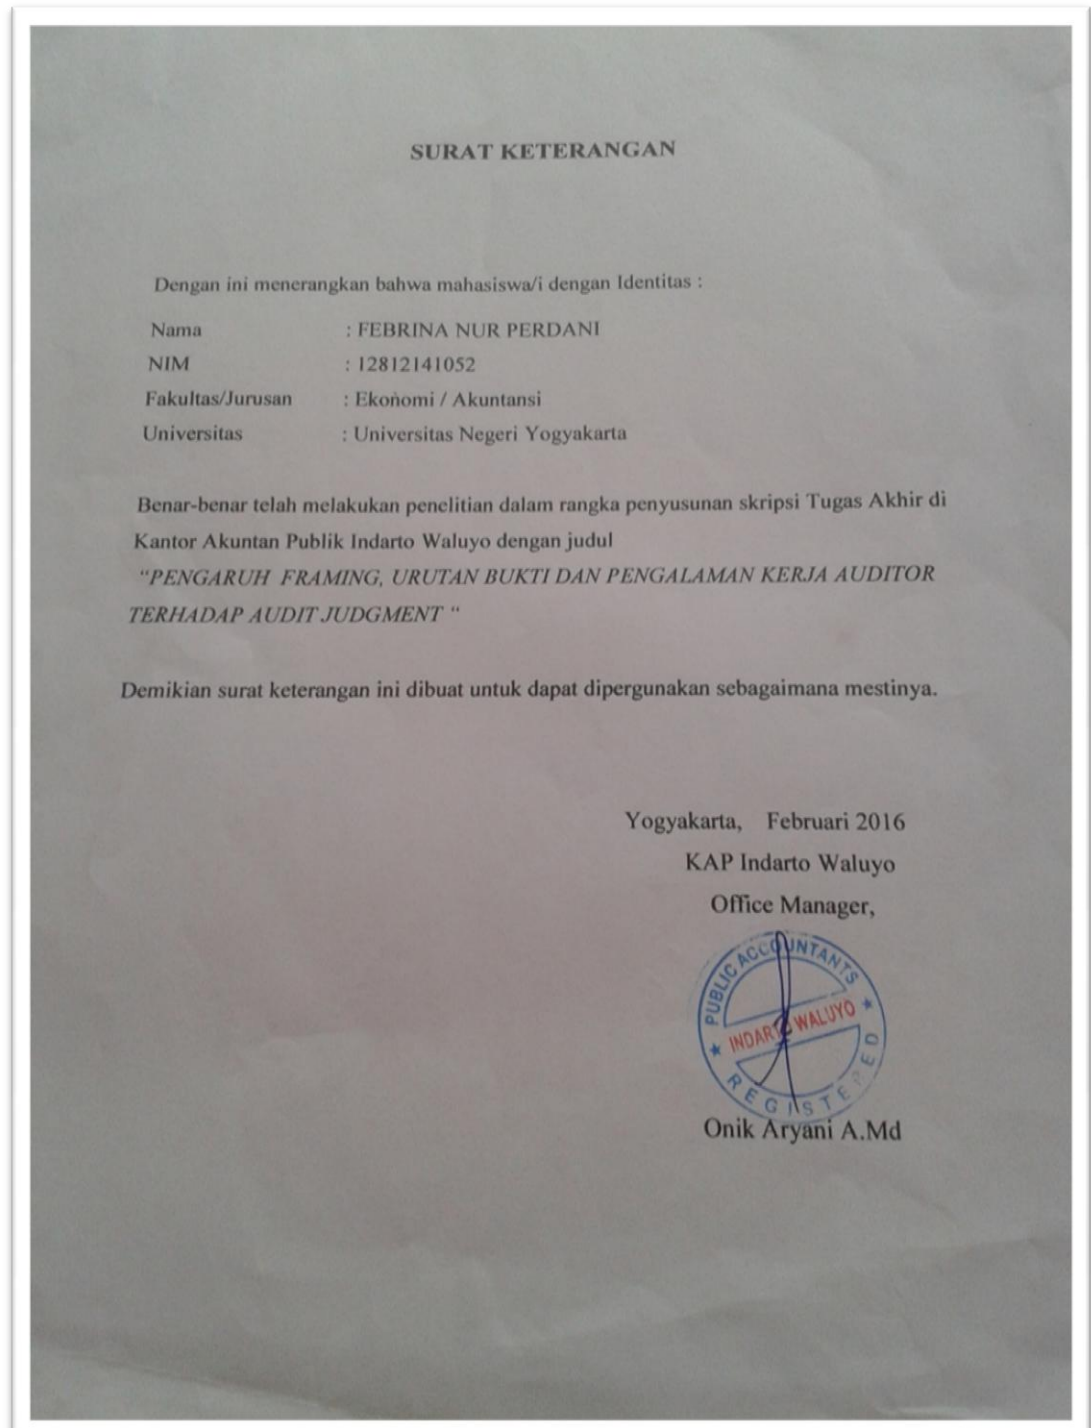 SURAT KETERANGAN
Dengan ini menerangkan bahwa mahasiswa/i dengan Identitas :
Nama : FEBRINA NUR PERDANI
NIM : 12812141052
Fakultas/Jurusan : Ekonomi / Akuntansi
Universitas : Universitas Negeri Yogyakarta
Benar-benar telah melakukan penelitian dalam rangka penyusunan skripsi Tugas Akhir di
Kantor Akuntan Publik Indarto Waluyo dengan judul
“PENGARUH FRAMING, URUTAN BUKTI DAN PENGALAMAN KERJA AUDITOR
TERHADAP AUDIT JUDGMENT “
Demikian surat keterangan ini dibuat untuk dapat dipergunakan sebagaimana mestinya.
Yogyakarta, Februari 2016
KAP Indarto Waluyo
Office Manager,
PUBLIC ACCOUNTANTS
INDARTO WALUYO
REGISTERED
Onik Aryani A.Md